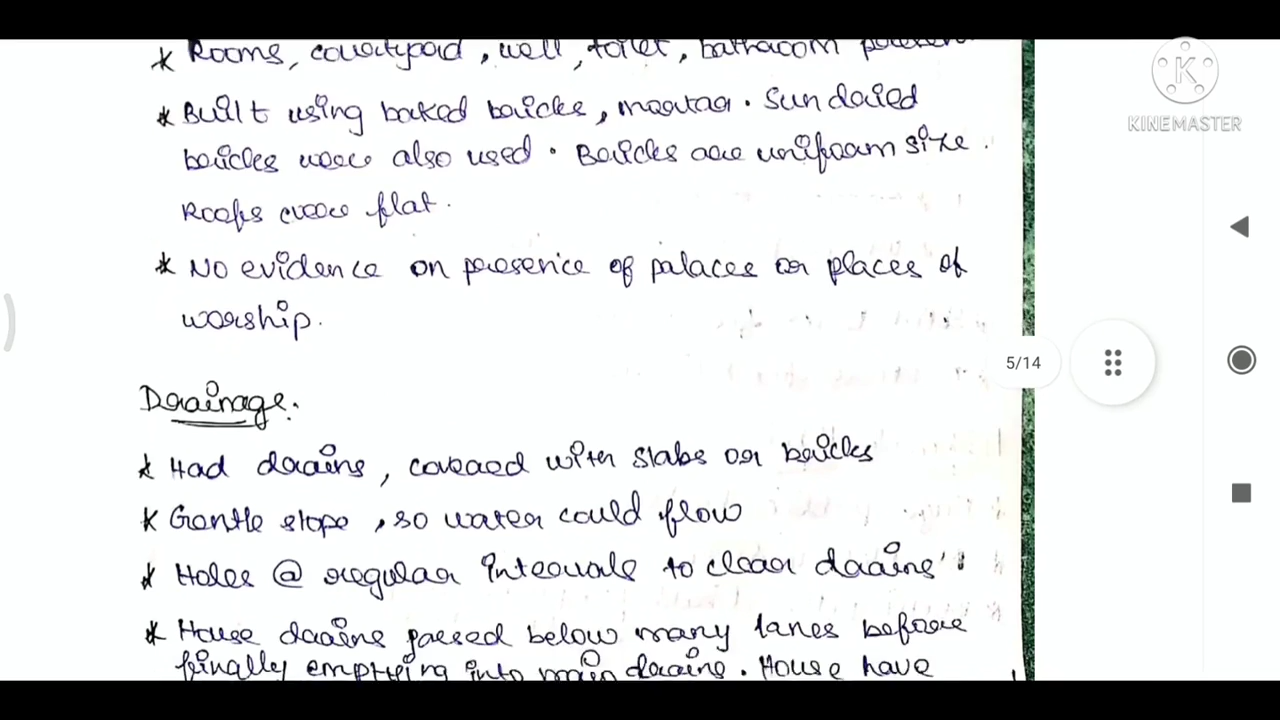 * Rooms, courtyard, well, toilet, bathroom present.
* Built using baked bricks, mortar. Sun dried
bricks were also used. Bricks are uniform size.
Roofs were flat.
* No evidence on presence of palaces or places of
worship.
Drainage.
* Had drains, covered with slabs or bricks
* Gentle slope, so water could flow
* Holes @ regular intervals to clear drains.
* House drains passed below many lanes before
finally emptying into main drains. House have
K
KINEMASTER
5/14